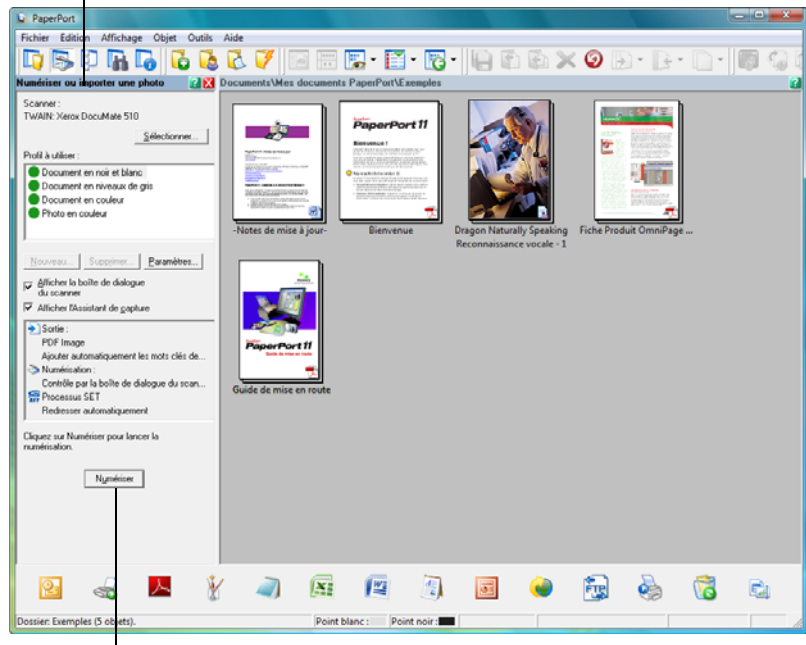 PaperPort
Fichier Edition Affichage Objet Outils Aide
Numériser ou importer une photo
Documents\Mes documents PaperPort\Exemples
Scanner :
TWAIN: Xerox DocuMate 510
Sélectionner...
Profil à utiliser :
Document en noir et blanc
Document en niveaux de gris
Document en couleur
Photo en couleur
Nouveau... Supprimer... Paramètres...
Afficher la boîte de dialogue
du scanner
Afficher l'Assistant de capture
Sortie :
PDF Image
Ajouter automatiquement les mots clés de...
Numérisation :
Contrôle par la boîte de dialogue du scan...
Processus SET
Redresser automatiquement
Cliquez sur Numériser pour lancer la
numérisation.
Numériser
PaperPort 11
Bienvenue !
-Notes de mise à jour-
Bienvenue
Dragon Naturally Speaking
Reconnaissance vocale - 1
Fiche Produit OmniPage ...
PaperPort 11
Guide de mise en route
Guide de mise en route
FTP
Dossier: Exemples (5 objets).
Point blanc :
Point noir :